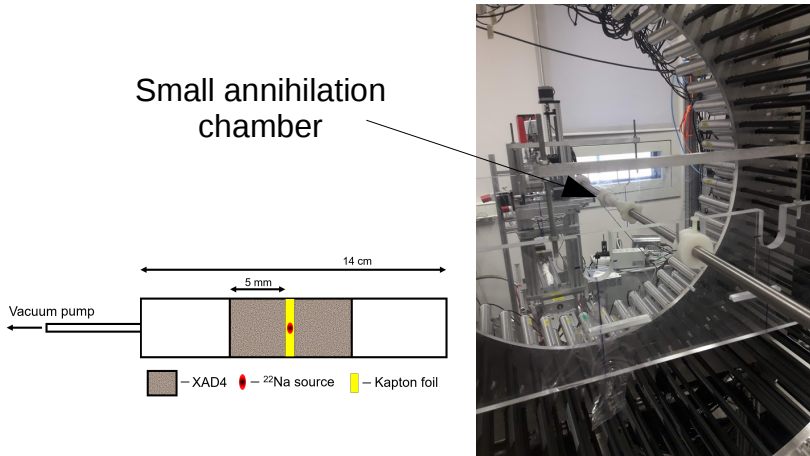 Small annihilation
chamber
14 cm
5 mm
Vacuum pump
– XAD4
– ²²Na source
– Kapton foil